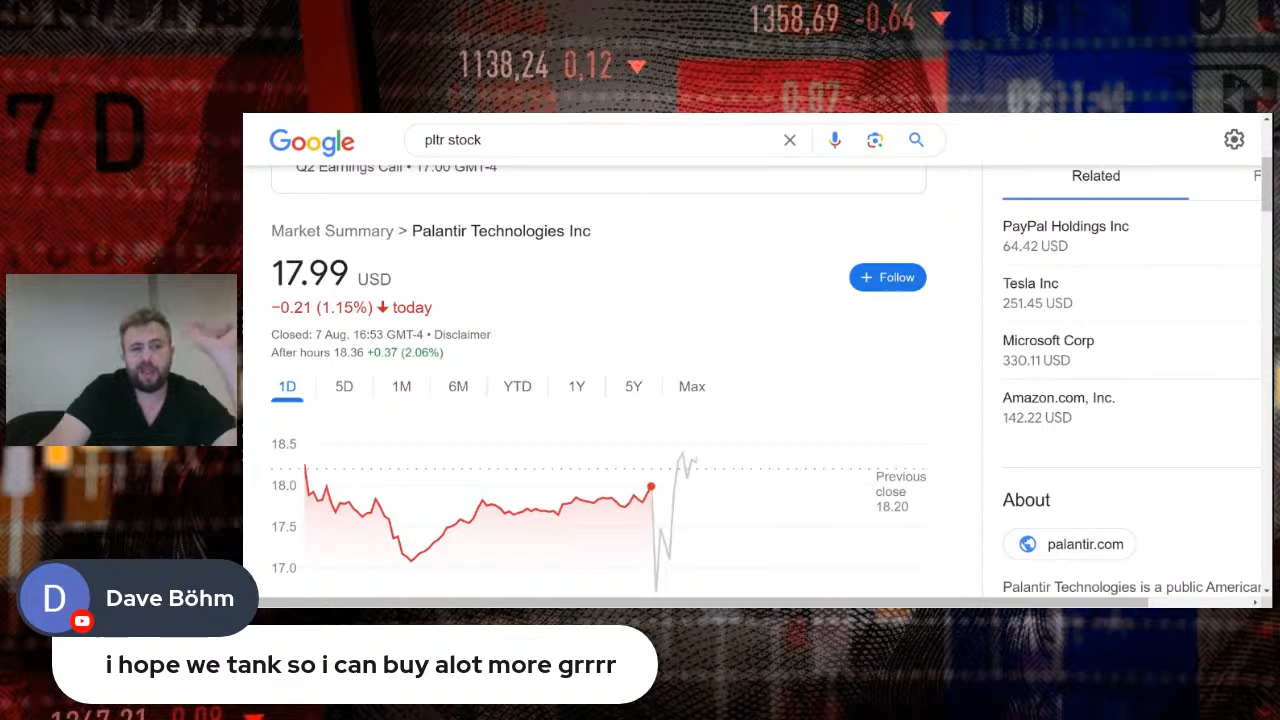 1358,69 -0,64
1138,24 0,12
7 D
Google
pltr stock
Q2 Earnings Call • 17:00 GMT-4
Related
Market Summary > Palantir Technologies Inc
17.99 USD
+ Follow
−0.21 (1.15%) today
Closed: 7 Aug, 16:53 GMT-4 • Disclaimer
After hours 18.36 +0.37 (2.06%)
1D 5D 1M 6M YTD 1Y 5Y Max
18.5
18.0
17.5
17.0
Previous
close
18.20
PayPal Holdings Inc
64.42 USD
Tesla Inc
251.45 USD
Microsoft Corp
330.11 USD
Amazon.com, Inc.
142.22 USD
About
palantir.com
Palantir Technologies is a public American
D
Dave Böhm
i hope we tank so i can buy alot more grrrr